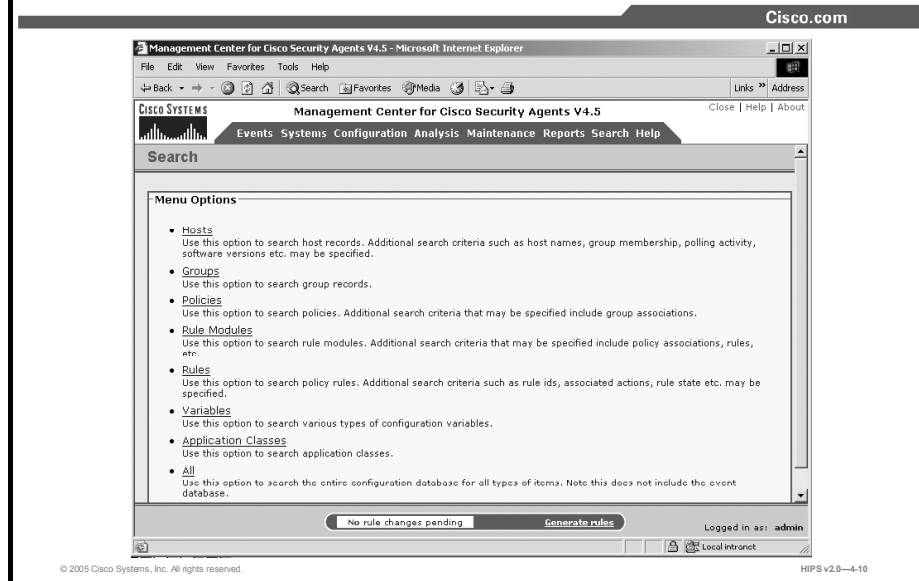 Cisco.com
Management Center for Cisco Security Agents V4.5 - Microsoft Internet Explorer
File Edit View Favorites Tools Help
Back Search Favorites Media Links » Address
CISCO SYSTEMS
Management Center for Cisco Security Agents V4.5
Close | Help | About
Events Systems Configuration Analysis Maintenance Reports Search Help
Search
Menu Options
• Hosts
Use this option to search host records. Additional search criteria such as host names, group membership, polling activity,
software versions etc. may be specified.
• Groups
Use this option to search group records.
• Policies
Use this option to search policies. Additional search criteria that may be specified include group associations.
• Rule Modules
Use this option to search rule modules. Additional search criteria that may be specified include policy associations, rules,
etc.
• Rules
Use this option to search policy rules. Additional search criteria such as rule ids, associated actions, rule state etc. may be
specified.
• Variables
Use this option to search various types of configuration variables.
• Application Classes
Use this option to search application classes.
• All
Use this option to search the entire configuration database for all types of items. Note this does not include the event
database.
No rule changes pending Generate rules
Logged in as: admin
Local intranet
© 2005 Cisco Systems, Inc. All rights reserved.
HIPS v2.0—4-10